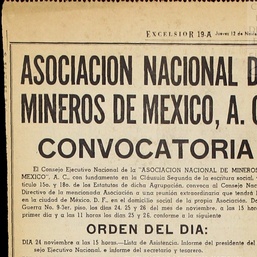 EXCELSIOR 19-A Jueves 12 de
ASOCIACION NACIONAL D
MINEROS DE MEXICO, A. C
CONVOCATORIA
El Consejo Ejecutivo Nacional de la "ASOCIACION NACIONAL DE MINEROS
MEXICO", A. C., con fundamento en la Cláusula Segunda de la escritura social,
tículo 15o. y 18o. de los Estatutos de dicha Agrupación, convoca al Consejo Nac
Directivo de la mencionada Asociación a una reunión extraordinaria que tendrá
en la ciudad de México, D. F., en el domicilio social de la propia Asociación, De
Guerra No. 9-3er. piso, los días 24, 25 y 26 del mes de noviembre, a las 15 hor
primer día y a las 11 horas los días 25 y 26, conforme a la siguiente
ORDEN DEL DIA:
DIA 24 noviembre a las 15 horas.—Lista de Asistencia. Informe del presidente del
sejo Nal. Ejecutivo, e informe del secretario y tesorero.